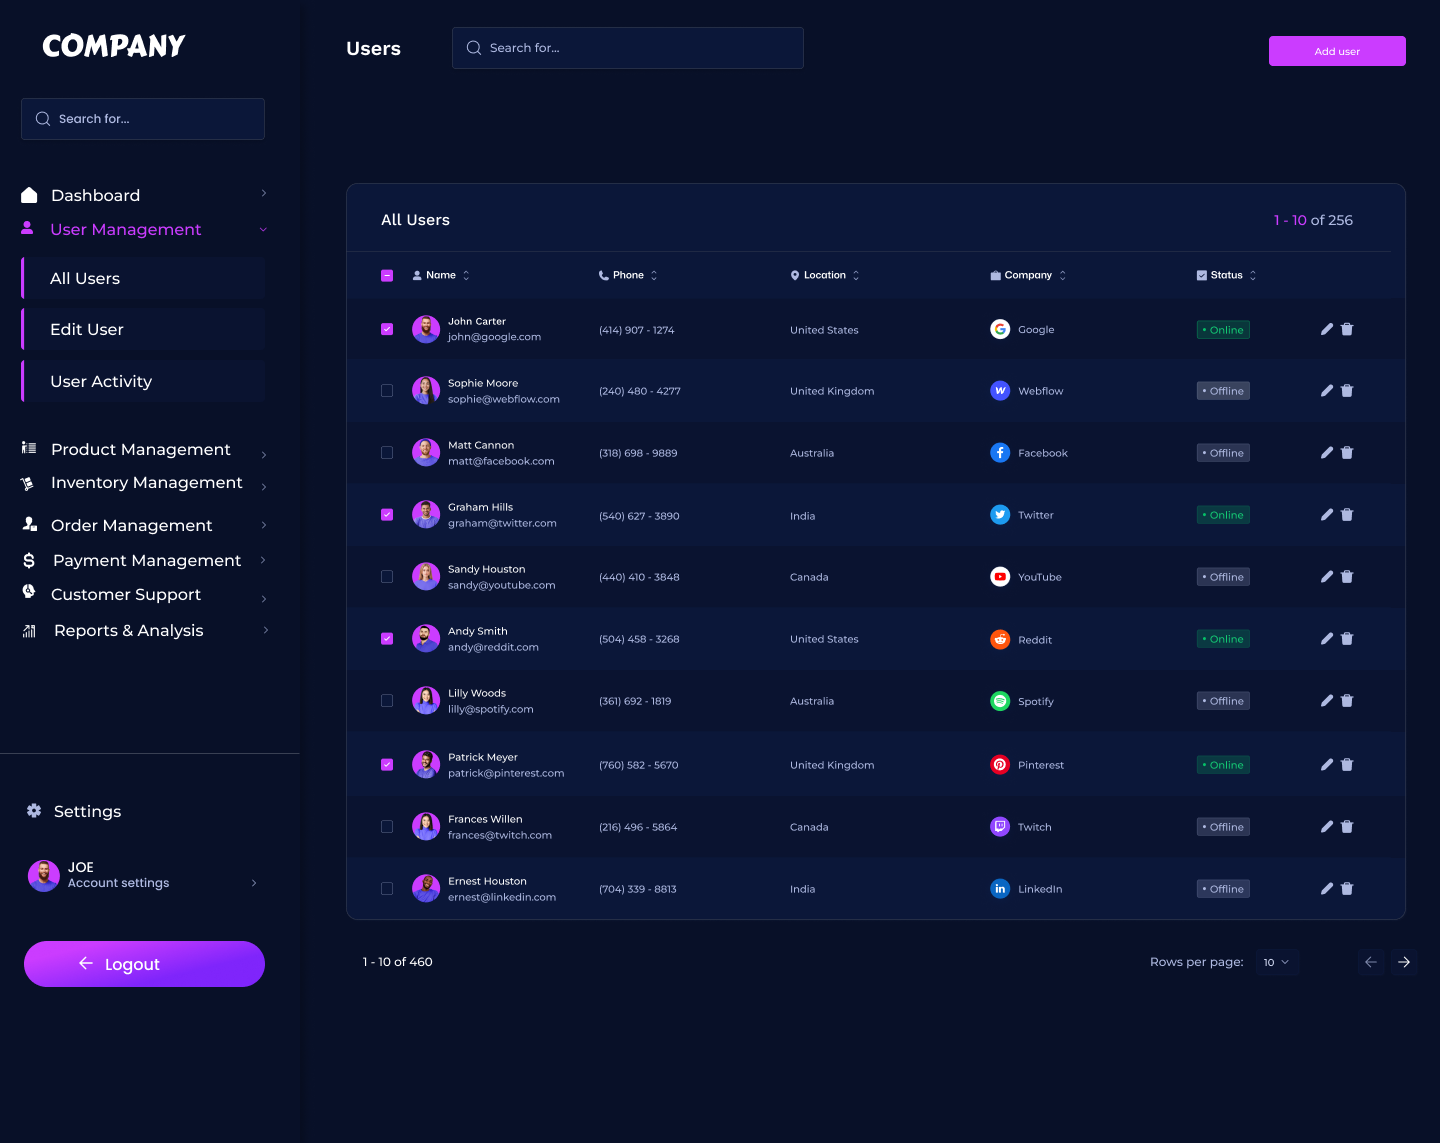 COMPANY
Search for...
Dashboard
User Management
All Users
Edit User
User Activity
Product Management
Inventory Management
Order Management
Payment Management
Customer Support
Reports & Analysis
Settings
JOE
Account settings
Logout
Users
Search for...
Add user
All Users
1 - 10 of 256
Name Phone Location Company Status
John Carter
john@google.com
(414) 907 - 1274
United States
Google
Online
Sophie Moore
sophie@webflow.com
(240) 480 - 4277
United Kingdom
Webflow
Offline
Matt Cannon
matt@facebook.com
(318) 698 - 9889
Australia
Facebook
Offline
Graham Hills
graham@twitter.com
(540) 627 - 3890
India
Twitter
Online
Sandy Houston
sandy@youtube.com
(440) 410 - 3848
Canada
YouTube
Offline
Andy Smith
andy@reddit.com
(504) 458 - 3268
United States
Reddit
Online
Lilly Woods
lilly@spotify.com
(361) 692 - 1819
Australia
Spotify
Offline
Patrick Meyer
patrick@pinterest.com
(760) 582 - 5670
United Kingdom
Pinterest
Online
Frances Willen
frances@twitch.com
(216) 496 - 5864
Canada
Twitch
Offline
Ernest Houston
ernest@linkedin.com
(704) 339 - 8813
India
LinkedIn
Offline
1 - 10 of 460
Rows per page: 10